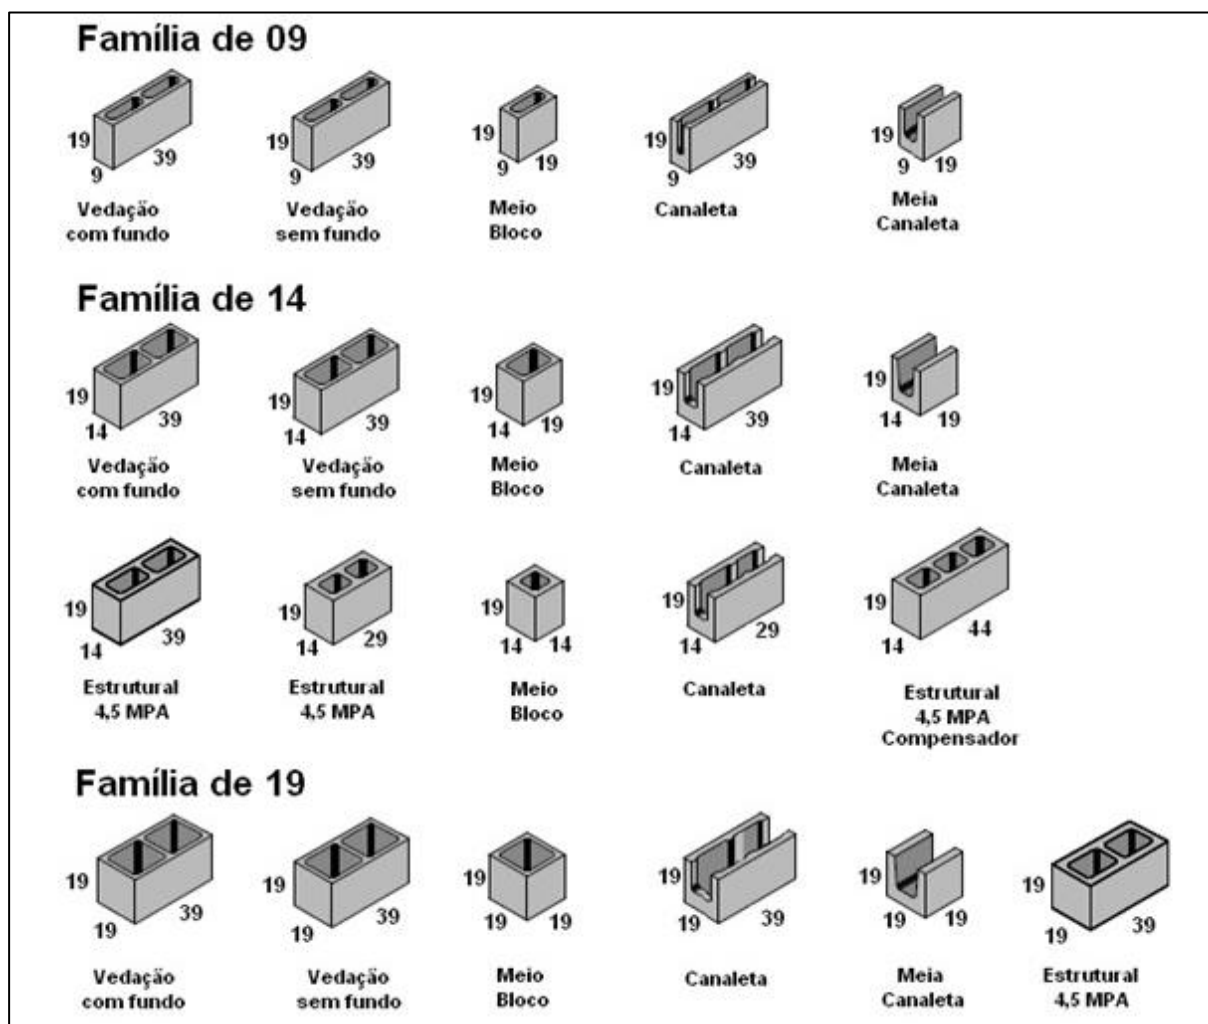 Família de 09
19 9 39
19 9 39
19 9 19
19 9 39
19 9 19
Vedação
com fundo
Vedação
sem fundo
Meio
Bloco
Canaleta
Meia
Canaleta
Família de 14
19 14 39
19 14 39
19 14 19
19 14 39
19 14 19
Vedação
com fundo
Vedação
sem fundo
Meio
Bloco
Canaleta
Meia
Canaleta
19 14 39
19 14 29
19 14 14
19 14 29
19 14 44
Estrutural
4,5 MPA
Estrutural
4,5 MPA
Meio
Bloco
Canaleta
Estrutural
4,5 MPA
Compensador
Família de 19
19 19 39
19 19 39
19 19 19
19 19 39
19 19 19
19 19 39
Vedação
com fundo
Vedação
sem fundo
Meio
Bloco
Canaleta
Meia
Canaleta
Estrutural
4,5 MPA